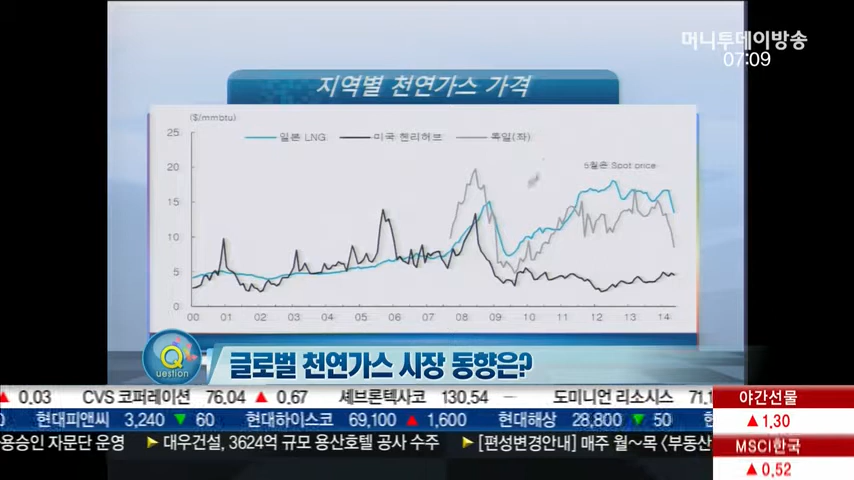 머니투데이방송
07:09
지역별 천연가스 가격
($/mmbtu)
일본 LNG 미국 헨리허브 독일(좌)
5월은 Spot price
25
20
15
10
5
0
00 01 02 03 04 05 06 07 08 09 10 11 12 13 14
Question
글로벌 천연가스 시장 동향은?
▲ 0.03 CVS 코퍼레이션 76.04 ▲ 0.67 셰브론텍사코 130.54 — 도미니언 리소시스 71.1
야간선물
▲1.30
0 현대피앤씨 3,240 ▼ 60 현대하이스코 69,100 ▲ 1,600 현대해상 28,800 ▼ 50
MSCI한국
▲0.52
용승인 자문단 운영 ▶ 대우건설, 3624억 규모 용산호텔 공사 수주 ▶ [편성변경안내] 매주 월~목 <부동산